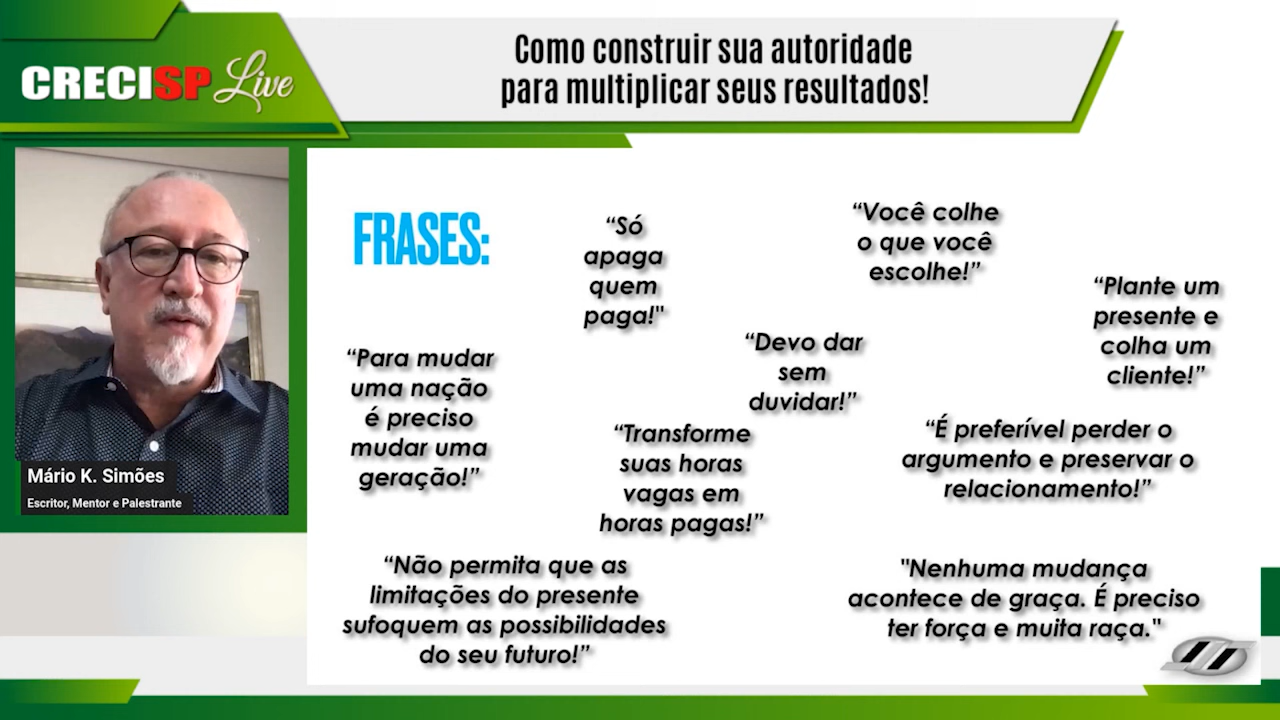 CRECISP Live
Como construir sua autoridade
para multiplicar seus resultados!
FRASES:
“Só
apaga
quem
paga!"
“Você colhe
o que você
escolhe!”
“Plante um
presente e
colha um
cliente!”
“Para mudar
uma nação
é preciso
mudar uma
geração!”
“Devo dar
sem
duvidar!”
“Transforme
suas horas
vagas em
horas pagas!”
“É preferível perder o
argumento e preservar o
relacionamento!”
“Não permita que as
limitações do presente
sufoquem as possibilidades
do seu futuro!”
"Nenhuma mudança
acontece de graça. É preciso
ter força e muita raça."
Mário K. Simões
Escritor, Mentor e Palestrante